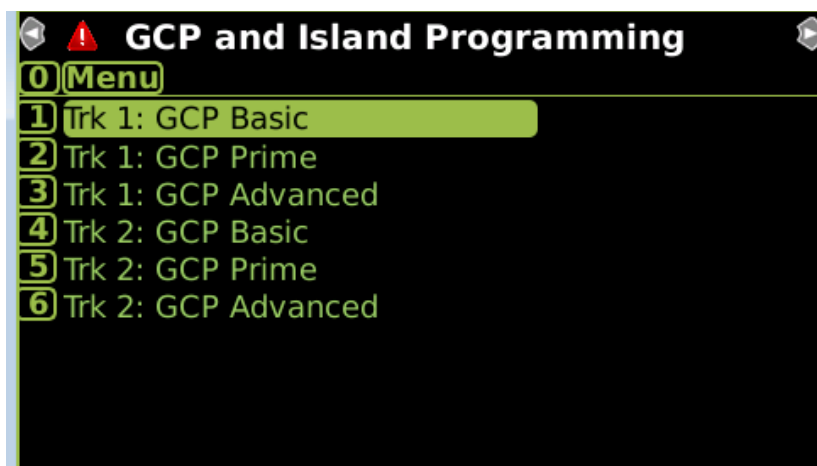 GCP and Island Programming
0 Menu
1 Trk 1: GCP Basic
2 Trk 1: GCP Prime
3 Trk 1: GCP Advanced
4 Trk 2: GCP Basic
5 Trk 2: GCP Prime
6 Trk 2: GCP Advanced